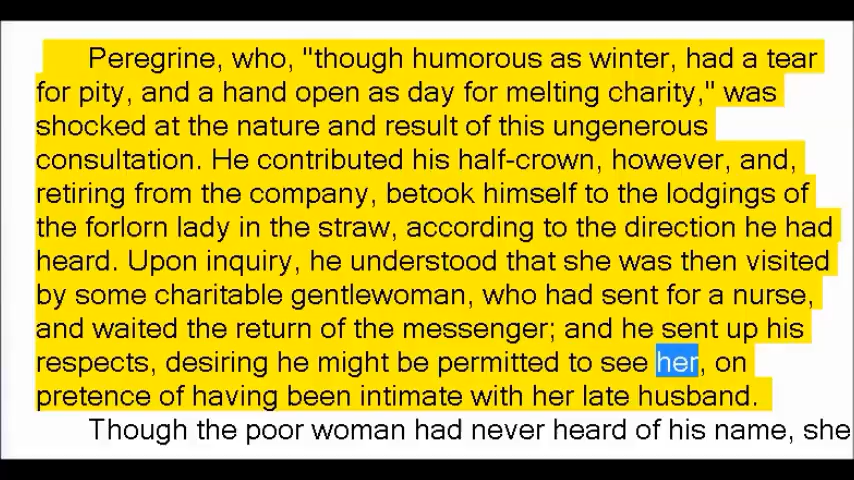 Peregrine, who, "though humorous as winter, had a tear
for pity, and a hand open as day for melting charity," was
shocked at the nature and result of this ungenerous
consultation. He contributed his half-crown, however, and,
retiring from the company, betook himself to the lodgings of
the forlorn lady in the straw, according to the direction he had
heard. Upon inquiry, he understood that she was then visited
by some charitable gentlewoman, who had sent for a nurse,
and waited the return of the messenger; and he sent up his
respects, desiring he might be permitted to see her, on
pretence of having been intimate with her late husband.
Though the poor woman had never heard of his name, she